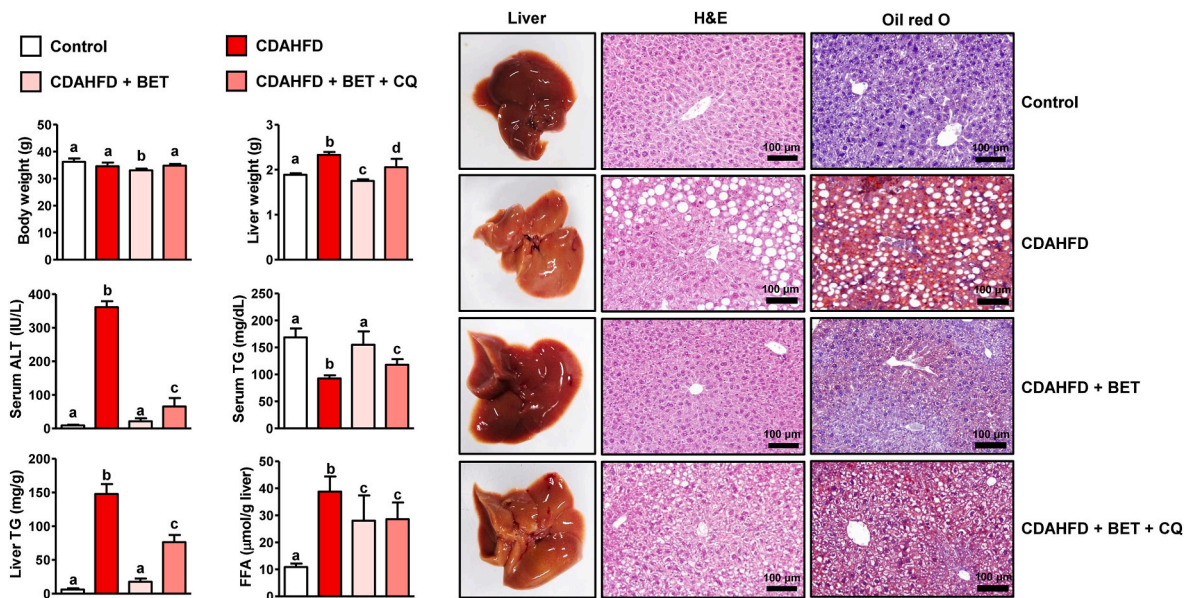 Control
CDAHFD
CDAHFD + BET
CDAHFD + BET + CQ
Body weight (g)
50
40
30
20
10
0
a
a
b
a
Liver weight (g)
3
2
1
0
a
b
c
d
Serum ALT (IU/L)
400
300
200
100
0
a
b
a
c
Serum TG (mg/dL)
250
200
150
100
50
0
a
b
a
c
Liver TG (mg/g)
200
150
100
50
0
a
b
a
c
FFA (μmol/g liver)
50
40
30
20
10
0
a
b
c
c
Liver
H&E
Oil red O
100 μm
100 μm
Control
100 μm
100 μm
CDAHFD
100 μm
100 μm
CDAHFD + BET
100 μm
100 μm
CDAHFD + BET + CQ